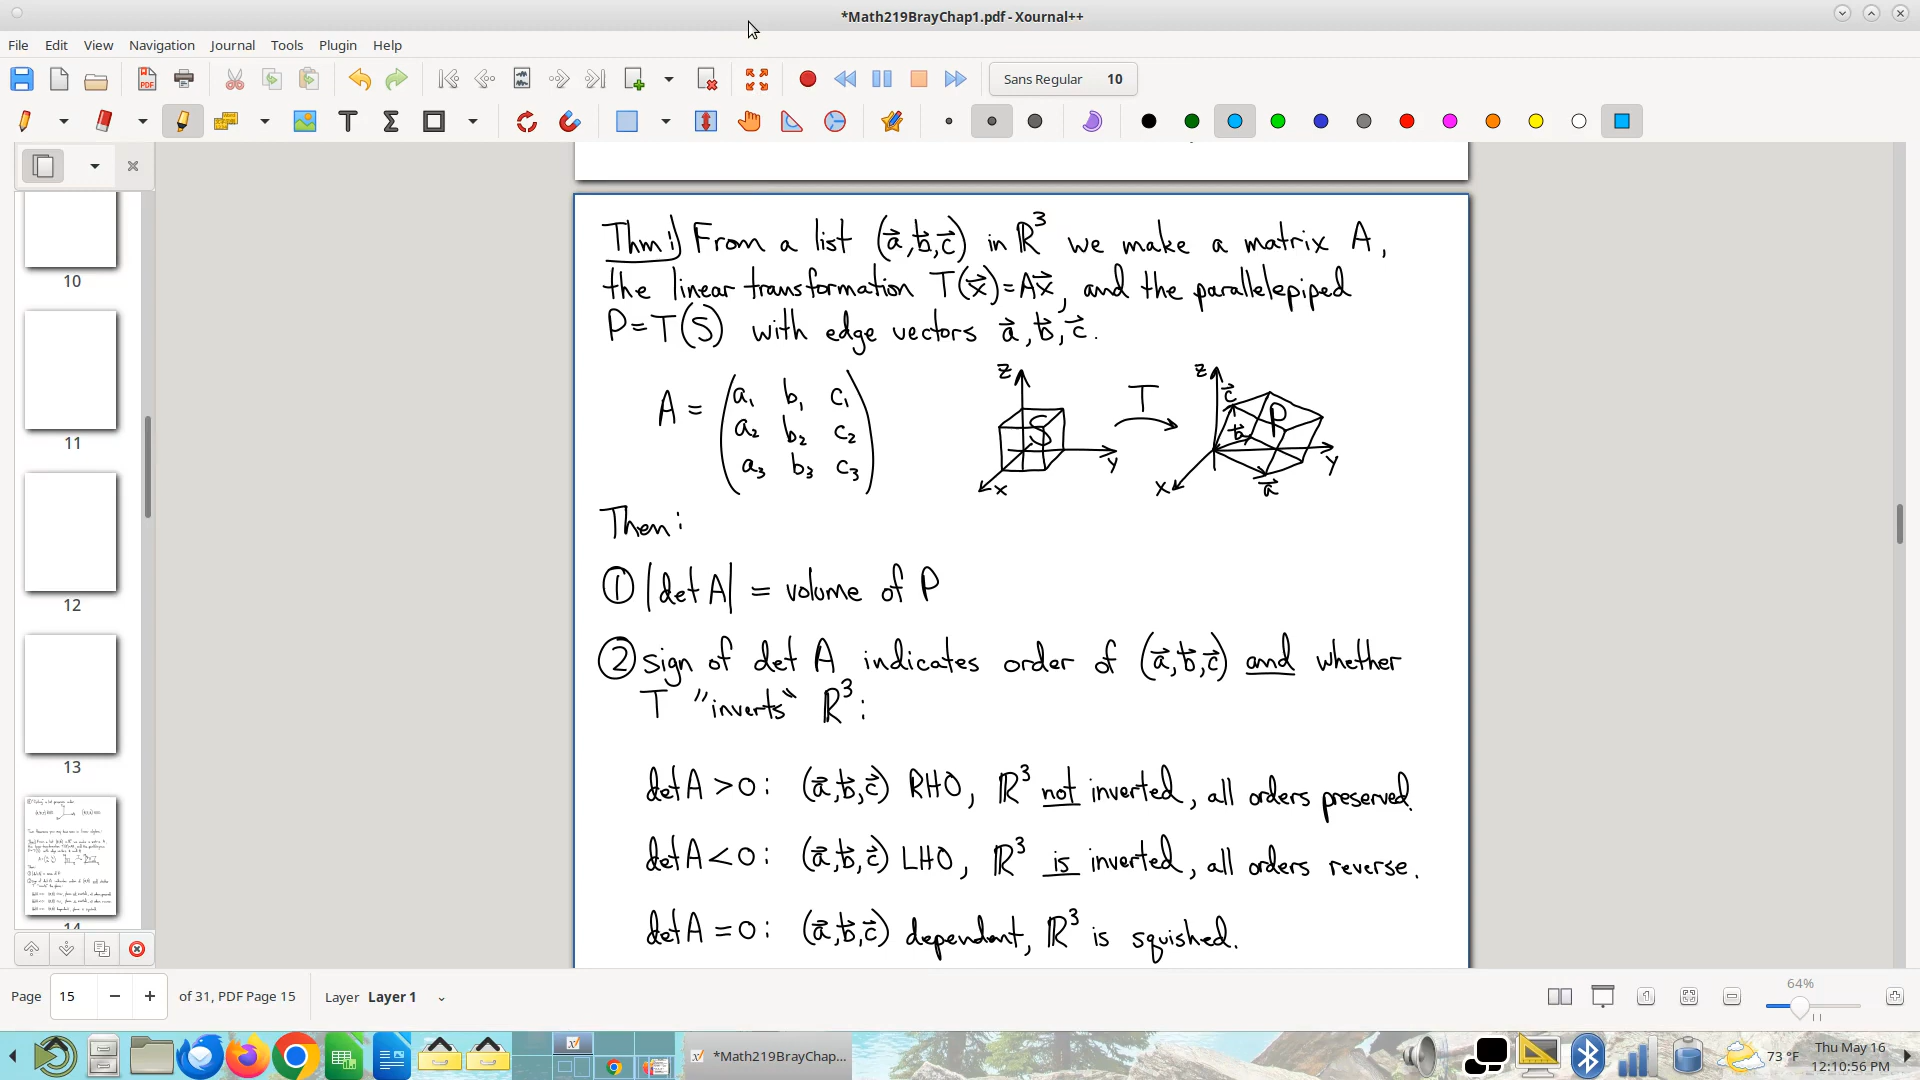 *Math219BrayChap1.pdf - Xournal++
File Edit View Navigation Journal Tools Plugin Help
Sans Regular 10
10
11
12
13
14
Thm: From a list (a⃗,b⃗,c⃗) in ℝ³ we make a matrix A,
the linear transformation T(x⃗)=Ax⃗, and the parallelepiped
P=T(S) with edge vectors a⃗,b⃗,c⃗.
A = (a₁ b₁ c₁
a₂ b₂ c₂
a₃ b₃ c₃)
z S y x
T
z c⃗ P b⃗ y x a⃗
Then:
① |det A| = volume of P
② sign of det A indicates order of (a⃗,b⃗,c⃗) and whether
T "inverts" ℝ³:
det A > 0: (a⃗,b⃗,c⃗) RHO, ℝ³ not inverted, all orders preserved.
det A < 0: (a⃗,b⃗,c⃗) LHO, ℝ³ is inverted, all orders reverse.
det A = 0: (a⃗,b⃗,c⃗) dependent, ℝ³ is squished.
Page 15 of 31, PDF Page 15 Layer Layer 1 64%
*Math219BrayChap...
73 °F
Thu May 16
12:10:56 PM